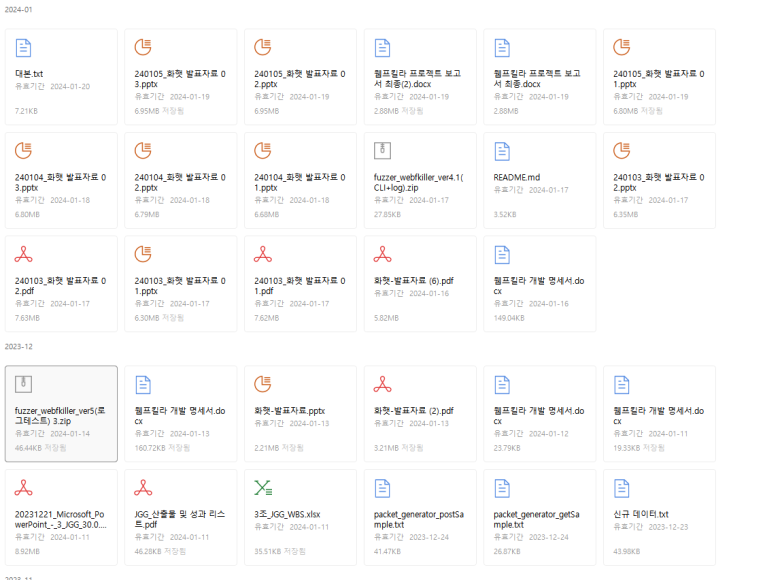 2024-01
대본.txt
유효기간 2024-01-20
7.21KB
240105_화햇 발표자료 0
3.pptx
유효기간 2024-01-19
6.95MB 저장됨
240105_화햇 발표자료 0
2.pptx
유효기간 2024-01-19
6.95MB
웹프킬라 프로젝트 보고
서 최종(2).docx
유효기간 2024-01-19
2.88MB 저장됨
웹프킬라 프로젝트 보고
서 최종.docx
유효기간 2024-01-19
2.88MB
240105_화햇 발표자료 0
1.pptx
유효기간 2024-01-19
6.80MB 저장됨
240104_화햇 발표자료 0
3.pptx
유효기간 2024-01-18
6.80MB
240104_화햇 발표자료 0
2.pptx
유효기간 2024-01-18
6.79MB
240104_화햇 발표자료 0
1.pptx
유효기간 2024-01-18
6.68MB
fuzzer_webfkiller_ver4.1(
CLI+log).zip
유효기간 2024-01-17
27.85KB
README.md
유효기간 2024-01-17
3.52KB
240103_화햇 발표자료 0
2.pptx
유효기간 2024-01-17
6.35MB
240103_화햇 발표자료 0
2.pdf
유효기간 2024-01-17
7.63MB
240103_화햇 발표자료 0
1.pptx
유효기간 2024-01-17
6.30MB 저장됨
240103_화햇 발표자료 0
1.pdf
유효기간 2024-01-17
7.62MB
화햇-발표자료 (6).pdf
유효기간 2024-01-16
5.82MB
웹프킬라 개발 명세서.do
cx
유효기간 2024-01-16
149.04KB
2023-12
fuzzer_webfkiller_ver5(로
그테스트) 3.zip
유효기간 2024-01-14
46.44KB 저장됨
웹프킬라 개발 명세서.do
cx
유효기간 2024-01-13
160.72KB 저장됨
화햇-발표자료.pptx
유효기간 2024-01-13
2.21MB 저장됨
화햇-발표자료 (2).pdf
유효기간 2024-01-13
3.21MB 저장됨
웹프킬라 개발 명세서.do
cx
유효기간 2024-01-12
23.79KB
웹프킬라 개발 명세서.do
cx
유효기간 2024-01-11
19.33KB 저장됨
20231221_Microsoft_Po
werPoint_-_3_JGG_30.0....
유효기간 2024-01-11
8.92MB
JGG_산출물 및 성과 리스
트.pdf
유효기간 2024-01-11
46.28KB 저장됨
3조_JGG_WBS.xlsx
유효기간 2024-01-11
35.51KB 저장됨
packet_generator_postSa
mple.txt
유효기간 2023-12-24
41.47KB
packet_generator_getSa
mple.txt
유효기간 2023-12-24
26.87KB
신규 데이터.txt
유효기간 2023-12-23
43.98KB
2023-11